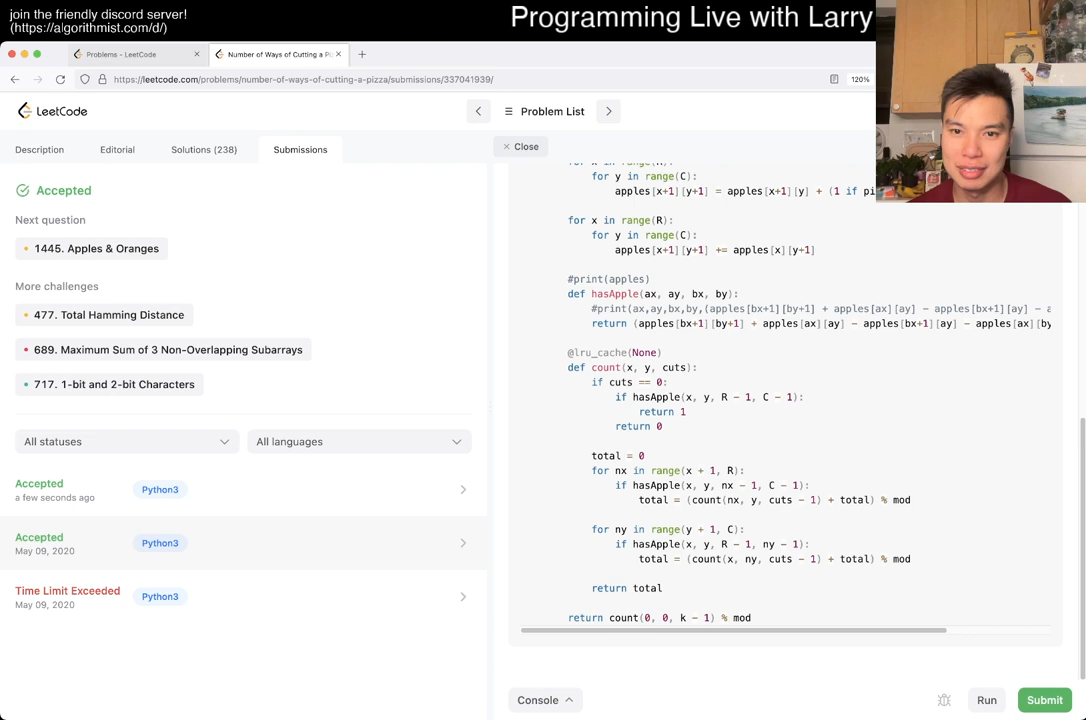 join the friendly discord server!
(https://algorithmist.com/d/)
Programming Live with Larry
Problems - LeetCode
Number of Ways of Cutting a Pi
https://leetcode.com/problems/number-of-ways-of-cutting-a-pizza/submissions/337041939/
120%
LeetCode
Problem List
Description
Editorial
Solutions (238)
Submissions
Close
Accepted
Next question
1445. Apples & Oranges
More challenges
477. Total Hamming Distance
689. Maximum Sum of 3 Non-Overlapping Subarrays
717. 1-bit and 2-bit Characters
All statuses
All languages
Accepted
a few seconds ago
Python3
Accepted
May 09, 2020
Python3
Time Limit Exceeded
May 09, 2020
Python3
for x in range(R):
for y in range(C):
apples[x+1][y+1] = apples[x+1][y] + (1 if pi
for x in range(R):
for y in range(C):
apples[x+1][y+1] += apples[x][y+1]
#print(apples)
def hasApple(ax, ay, bx, by):
#print(ax,ay,bx,by,(apples[bx+1][by+1] + apples[ax][ay] - apples[bx+1][ay] - a
return (apples[bx+1][by+1] + apples[ax][ay] - apples[bx+1][ay] - apples[ax][by
@lru_cache(None)
def count(x, y, cuts):
if cuts == 0:
if hasApple(x, y, R - 1, C - 1):
return 1
return 0
total = 0
for nx in range(x + 1, R):
if hasApple(x, y, nx - 1, C - 1):
total = (count(nx, y, cuts - 1) + total) % mod
for ny in range(y + 1, C):
if hasApple(x, y, R - 1, ny - 1):
total = (count(x, ny, cuts - 1) + total) % mod
return total
return count(0, 0, k - 1) % mod
Console
Run
Submit